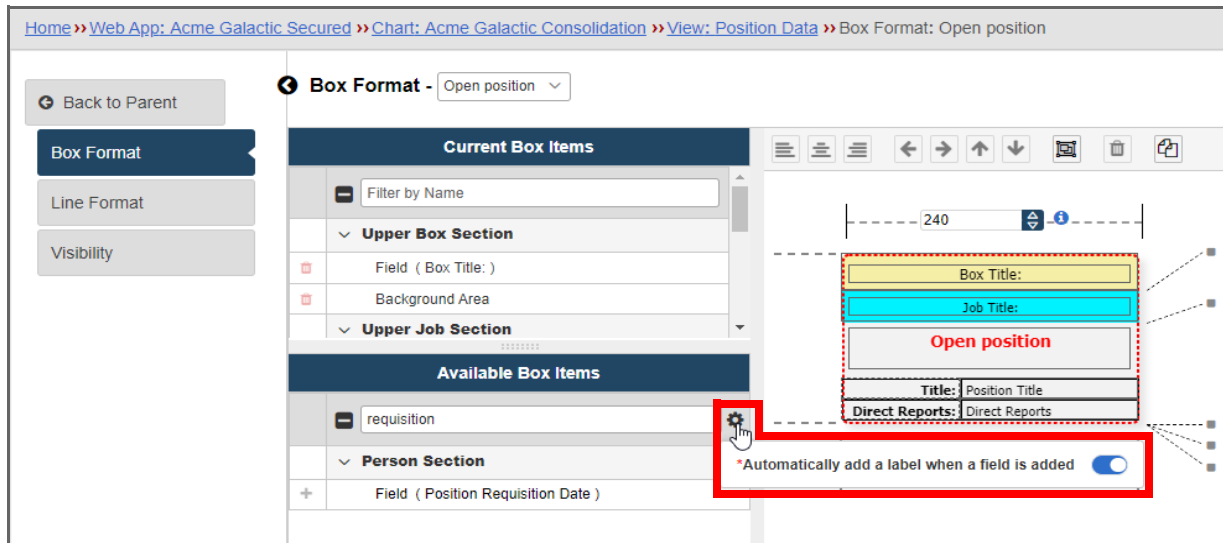 Home ›› Web App: Acme Galactic Secured ›› Chart: Acme Galactic Consolidation ›› View: Position Data ›› Box Format: Open position
Back to Parent
Box Format
Line Format
Visibility
Box Format - Open position
Current Box Items
Filter by Name
Upper Box Section
Field ( Box Title: )
Background Area
Upper Job Section
Available Box Items
requisition
Person Section
Field ( Position Requisition Date )
240
Box Title:
Job Title:
Open position
Title: Position Title
Direct Reports: Direct Reports
*Automatically add a label when a field is added